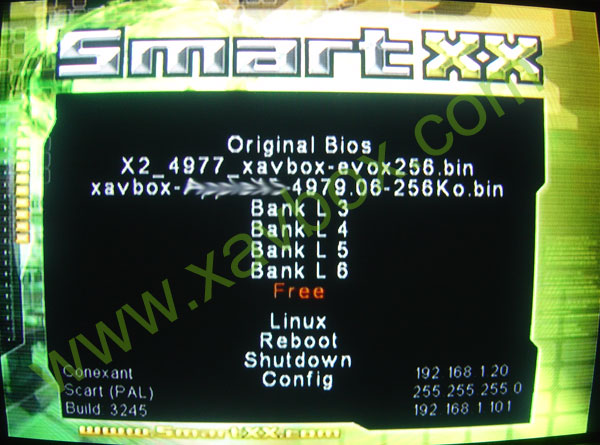 SmartXX
Original Bios
X2_4977_xavbox-evox256.bin
xavbox- -4979.06-256Ko.bin
Bank L 3
Bank L 4
Bank L 5
Bank L 6
Free
Linux
Reboot
Shutdown
Config
Conexant
Scart (PAL)
Build 3245
192 168 1 20
255 255 255 0
192 168 1 101
www.SmartXX.com
www.xavbox.com